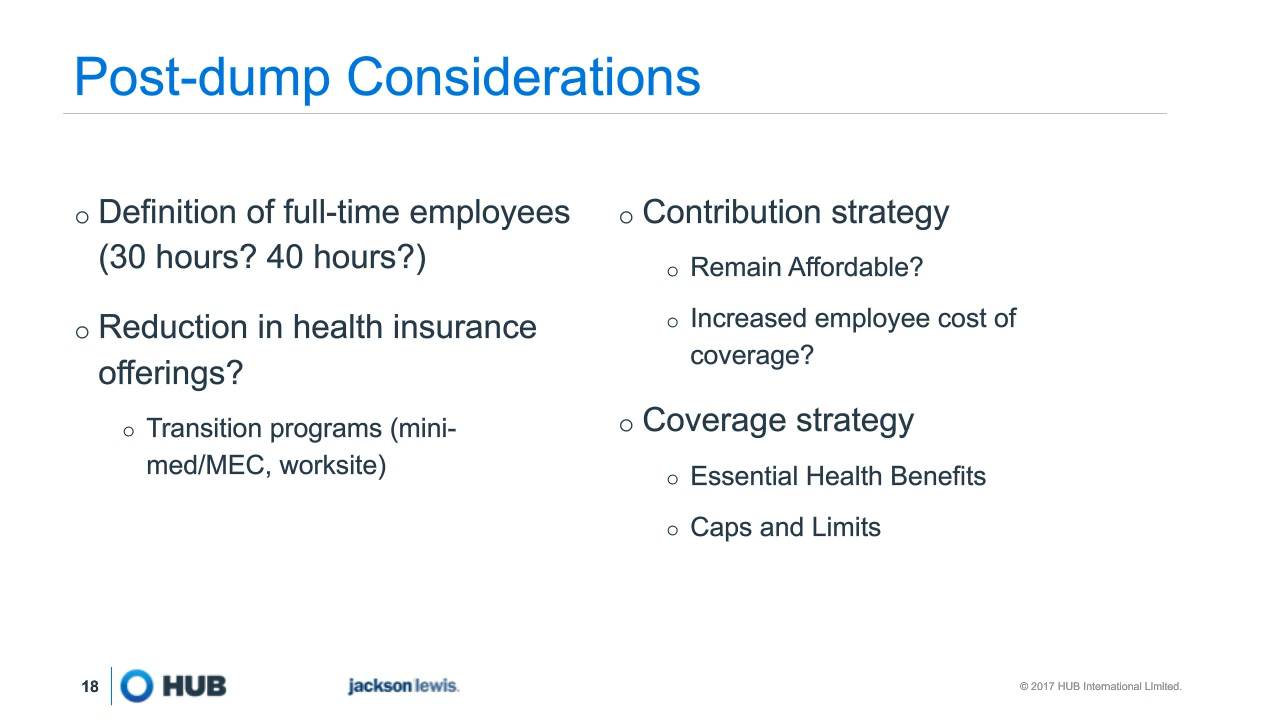 Post-dump Considerations
o Definition of full-time employees
(30 hours? 40 hours?)
o Reduction in health insurance
offerings?
o Transition programs (mini-
med/MEC, worksite)
o Contribution strategy
o Remain Affordable?
o Increased employee cost of
coverage?
o Coverage strategy
o Essential Health Benefits
o Caps and Limits
18
HUB
jackson lewis.
© 2017 HUB International Limited.